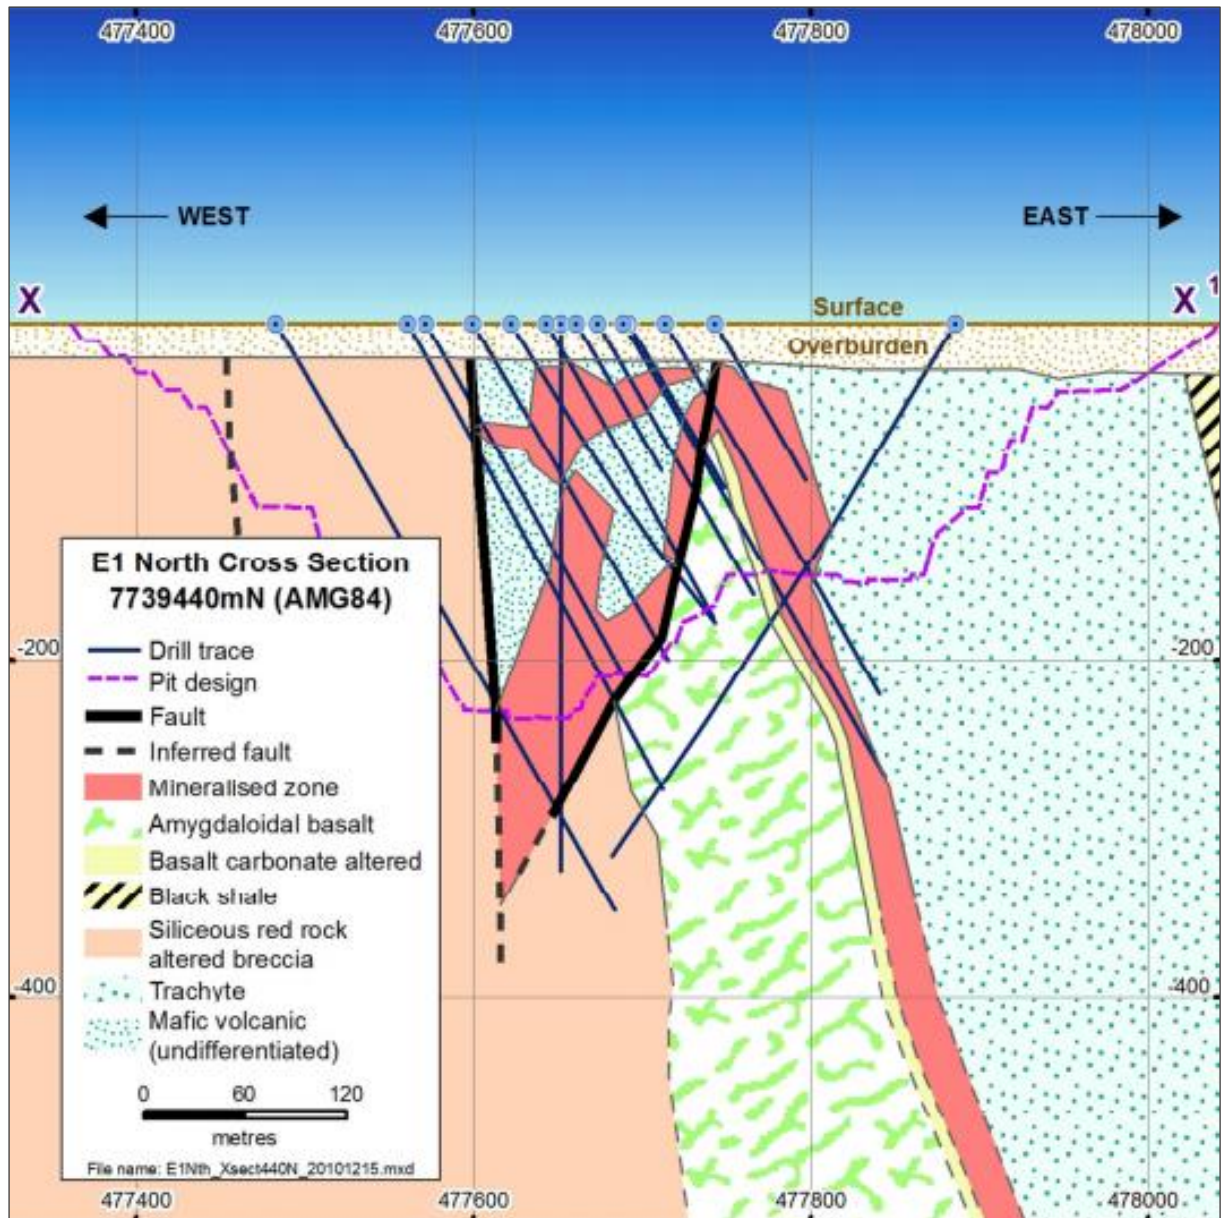 477400 477600 477800 478000
WEST EAST
X X 1
Surface
Overburden
E1 North Cross Section
7739440mN (AMG84)
Drill trace
Pit design
Fault
Inferred fault
Mineralised zone
Amygdaloidal basalt
Basalt carbonate altered
Black shale
Siliceous red rock
altered breccia
Trachyte
Mafic volcanic
(undifferentiated)
0 60 120
metres
File name: E1Nth_Xsect440N_20101215.mxd
-200 -200
-400 -400
477400 477600 477800 478000